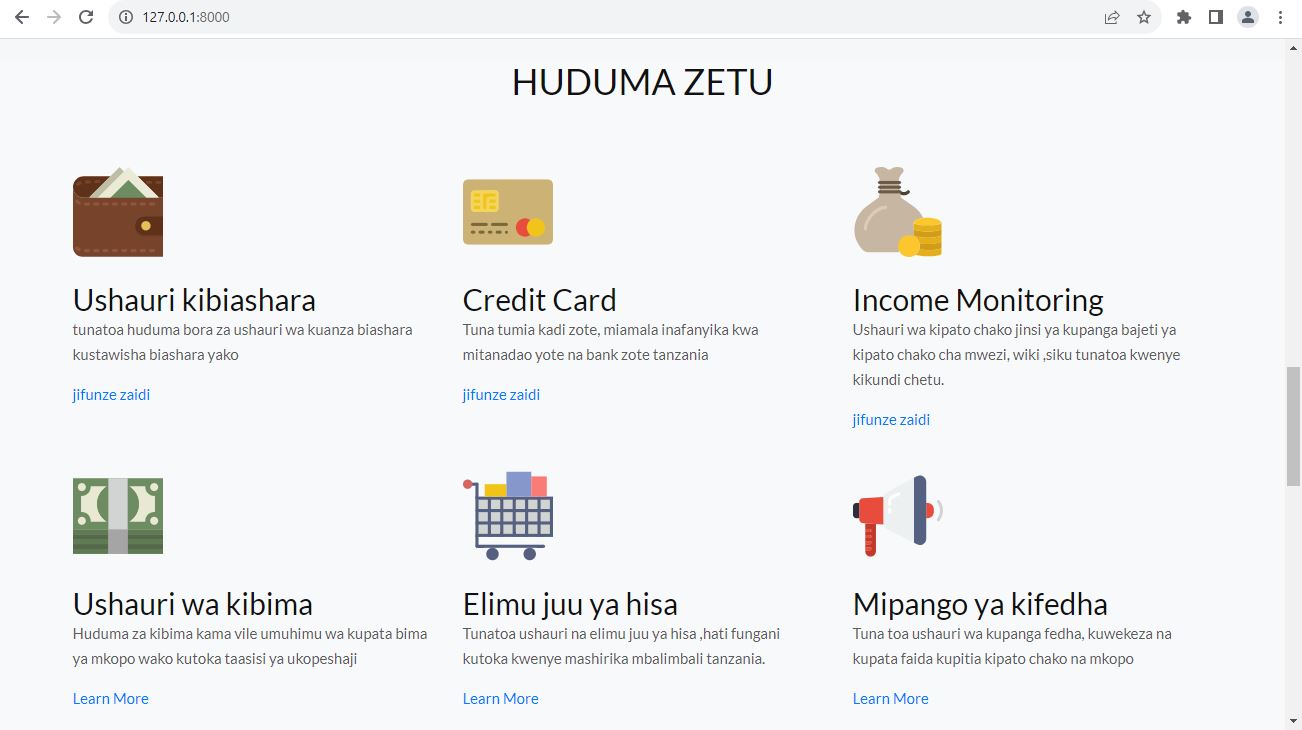 127.0.0.1:8000
HUDUMA ZETU
Ushauri kibiashara
tunatoa huduma bora za ushauri wa kuanza biashara
kustawisha biashara yako
jifunze zaidi
Credit Card
Tuna tumia kadi zote, miamala inafanyika kwa
mitanadao yote na bank zote tanzania
jifunze zaidi
Income Monitoring
Ushauri wa kipato chako jinsi ya kupanga bajeti ya
kipato chako cha mwezi, wiki ,siku tunatoa kwenye
kikundi chetu.
jifunze zaidi
Ushauri wa kibima
Huduma za kibima kama vile umuhimu wa kupata bima
ya mkopo wako kutoka taasisi ya ukopeshaji
Learn More
Elimu juu ya hisa
Tunatoa ushauri na elimu juu ya hisa ,hati fungani
kutoka kwenye mashirika mbalimbali tanzania.
Learn More
Mipango ya kifedha
Tuna toa ushauri wa kupanga fedha, kuwekeza na
kupata faida kupitia kipato chako na mkopo
Learn More